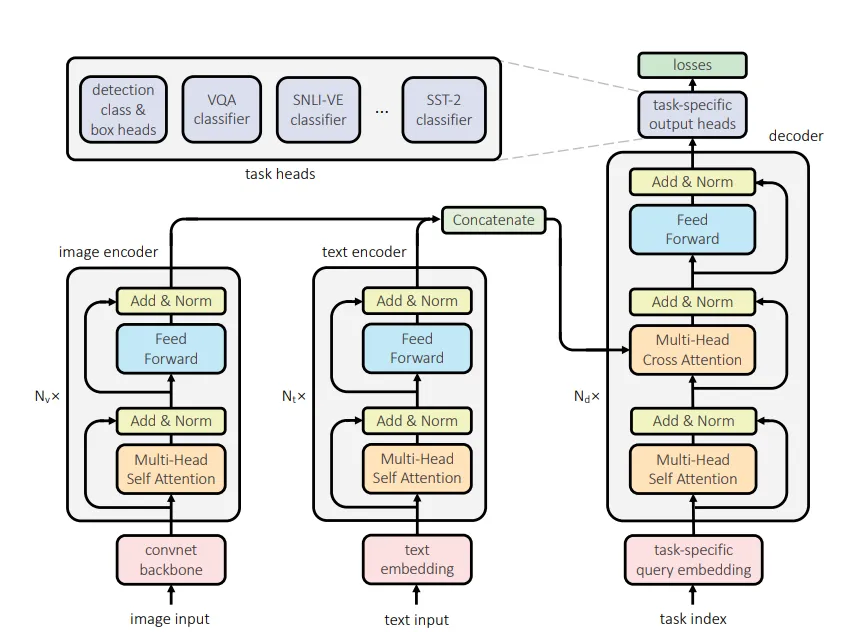 detection
class &
box heads
VQA
classifier
SNLI-VE
classifier
...
SST-2
classifier
task heads
losses
task-specific
output heads
decoder
Add & Norm
Feed
Forward
Add & Norm
Multi-Head
Cross Attention
N_d×
Add & Norm
Multi-Head
Self Attention
task-specific
query embedding
task index
Concatenate
image encoder
Add & Norm
Feed
Forward
N_v×
Add & Norm
Multi-Head
Self Attention
convnet
backbone
image input
text encoder
Add & Norm
Feed
Forward
N_t×
Add & Norm
Multi-Head
Self Attention
text
embedding
text input